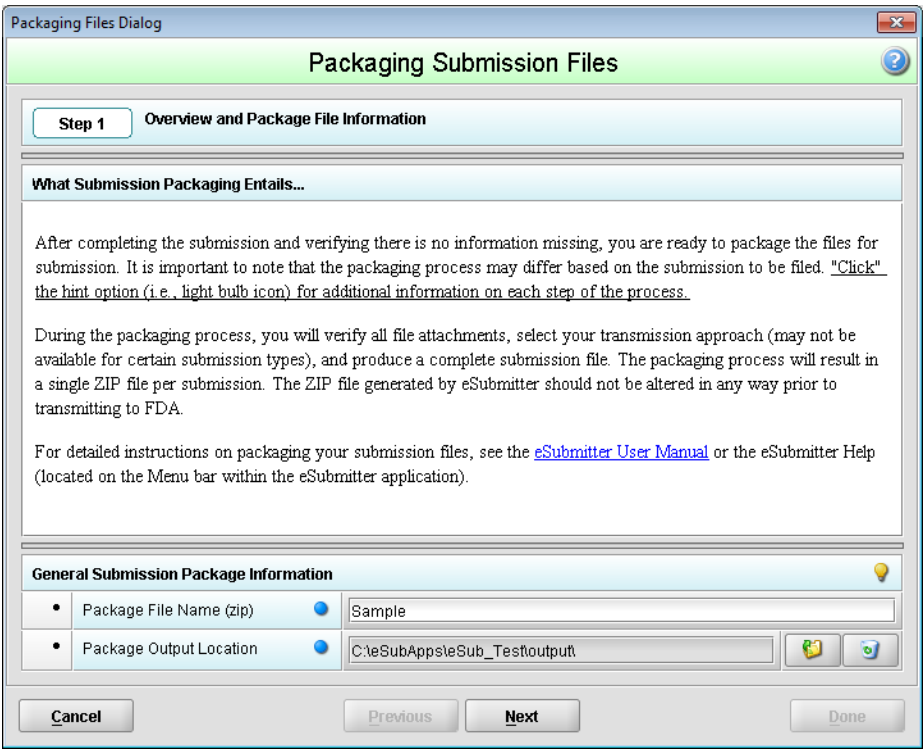 Packaging Files Dialog
Packaging Submission Files
Step 1
Overview and Package File Information
What Submission Packaging Entails...
After completing the submission and verifying there is no information missing, you are ready to package the files for
submission. It is important to note that the packaging process may differ based on the submission to be filed. "Click"
the hint option (i.e., light bulb icon) for additional information on each step of the process.
During the packaging process, you will verify all file attachments, select your transmission approach (may not be
available for certain submission types), and produce a complete submission file. The packaging process will result in
a single ZIP file per submission. The ZIP file generated by eSubmitter should not be altered in any way prior to
transmitting to FDA.
For detailed instructions on packaging your submission files, see the eSubmitter User Manual or the eSubmitter Help
(located on the Menu bar within the eSubmitter application).
General Submission Package Information
• Package File Name (zip) Sample
• Package Output Location C:\eSubApps\eSub_Test\output\
Cancel Previous Next Done